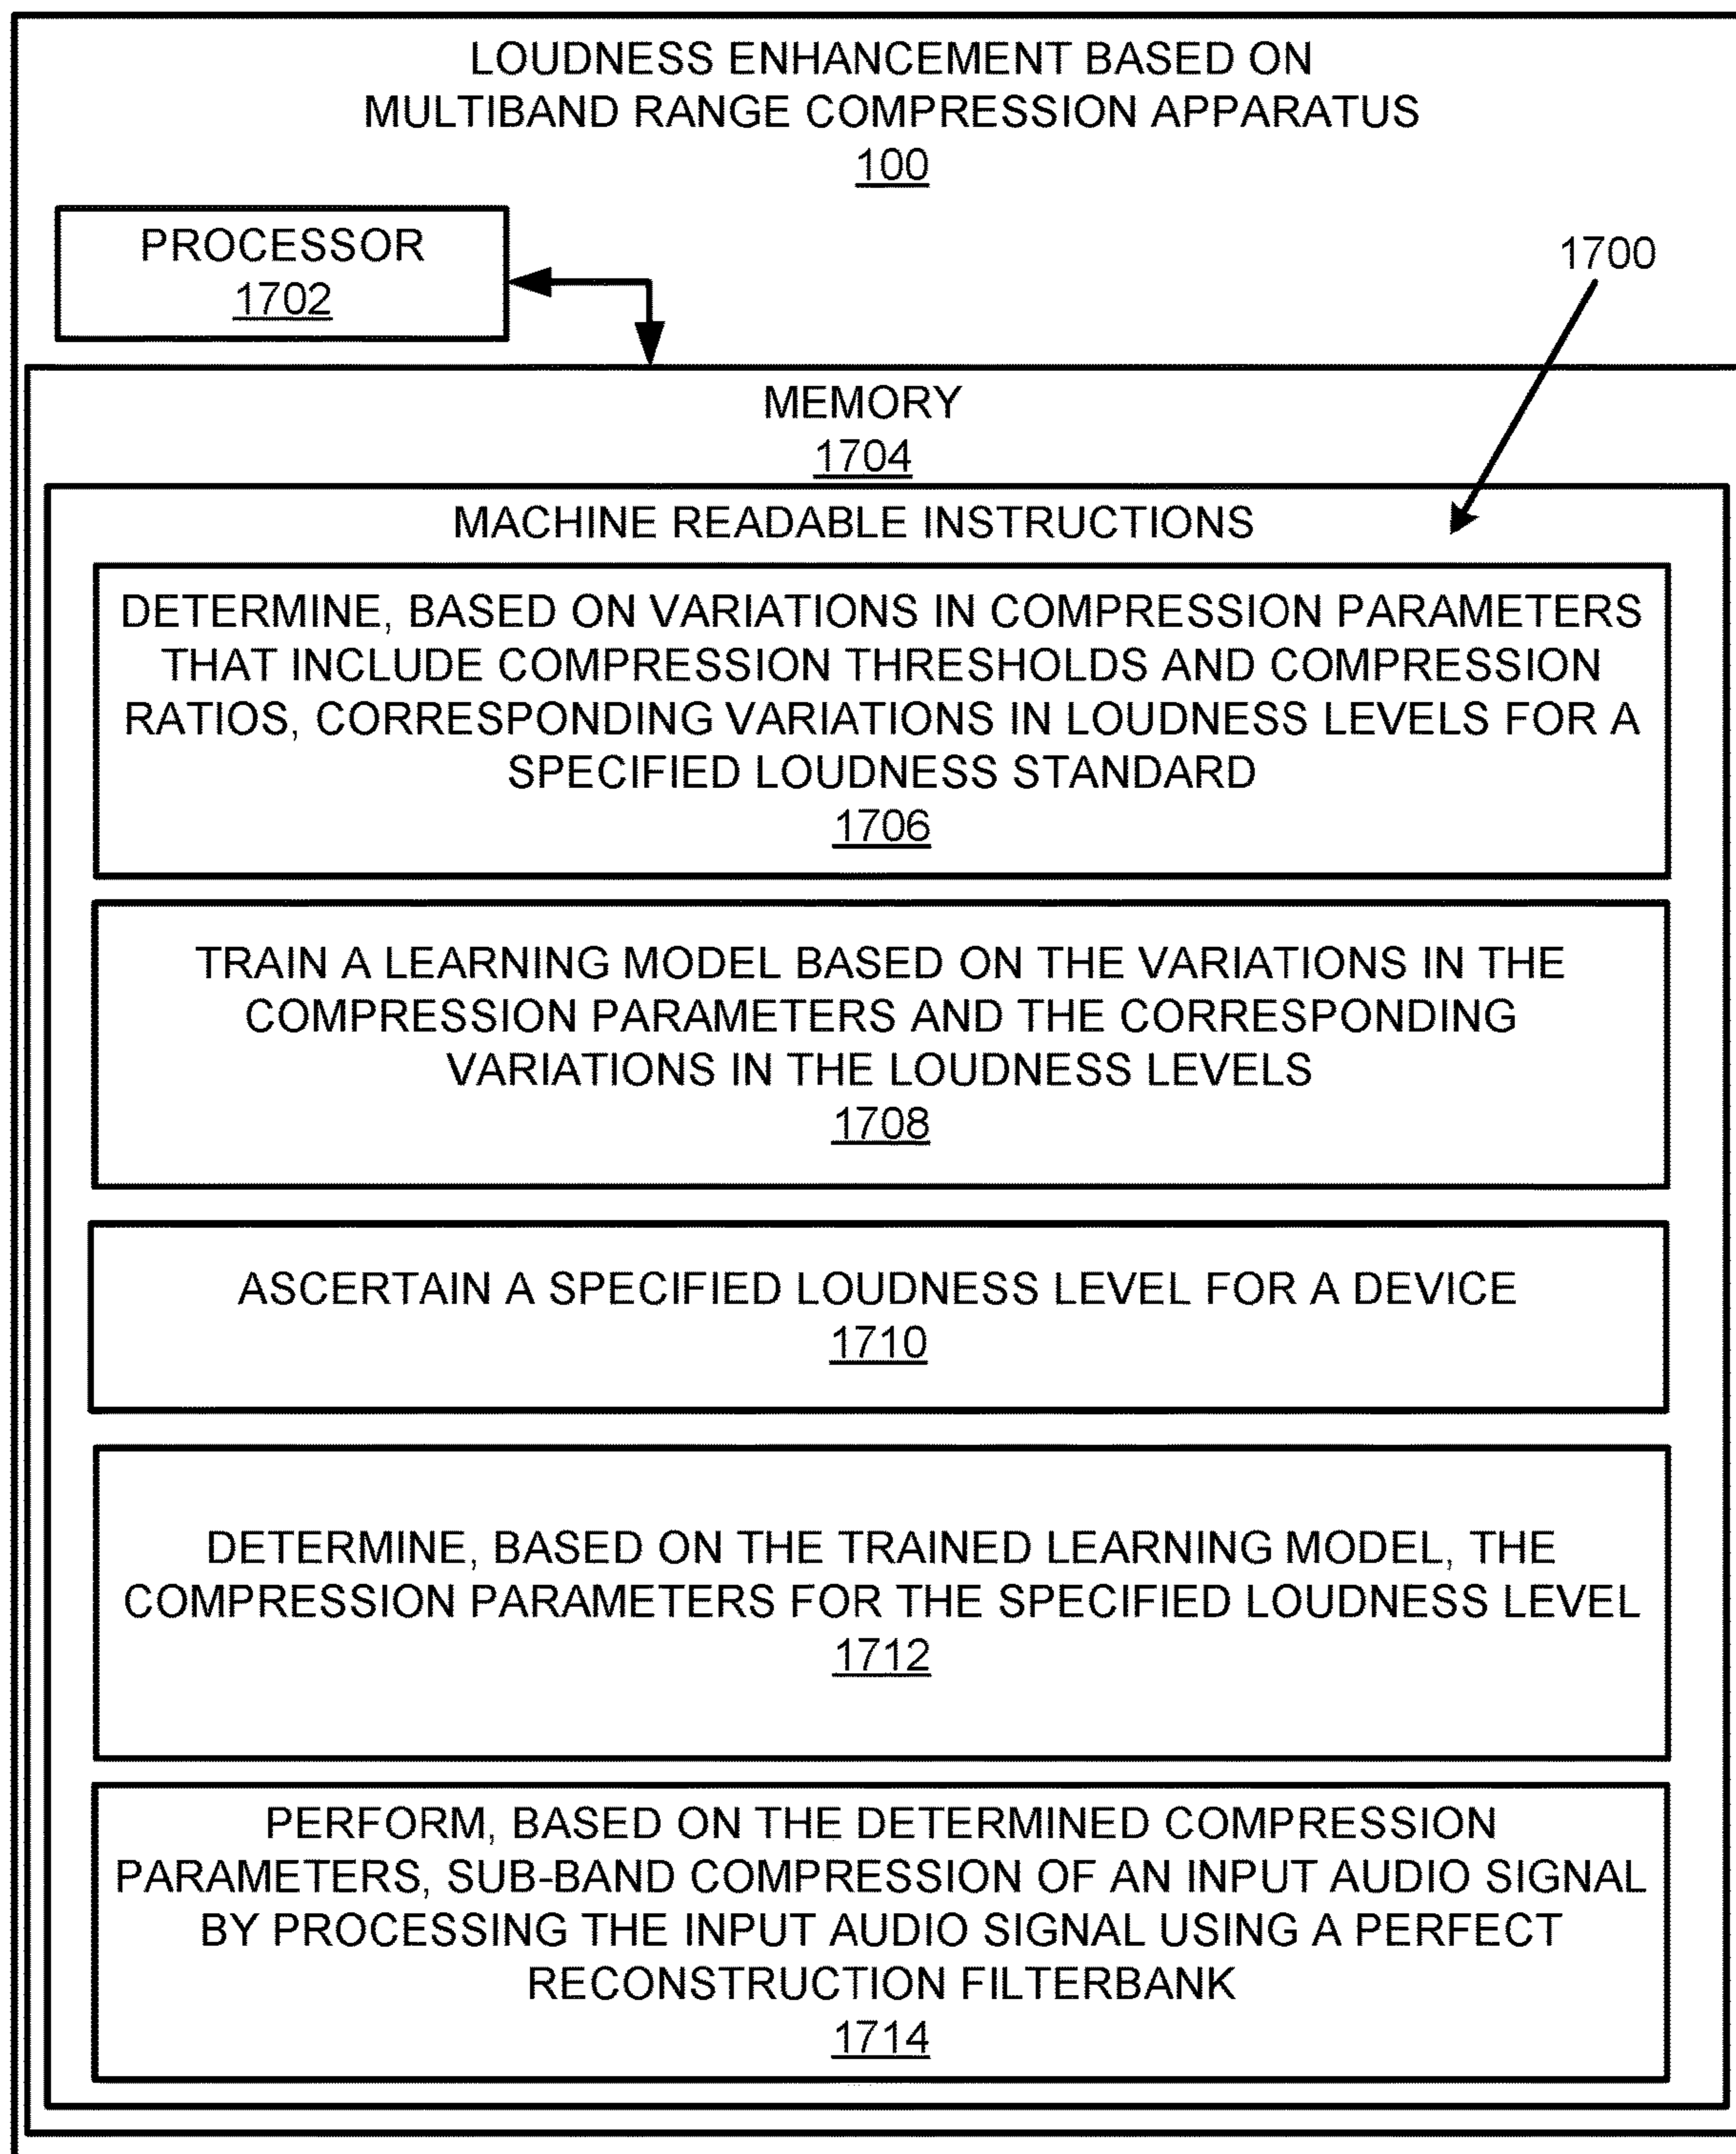 LOUDNESS ENHANCEMENT BASED ON
MULTIBAND RANGE COMPRESSION APPARATUS
100
PROCESSOR
1702
1700
MEMORY
1704
MACHINE READABLE INSTRUCTIONS
DETERMINE, BASED ON VARIATIONS IN COMPRESSION PARAMETERS
THAT INCLUDE COMPRESSION THRESHOLDS AND COMPRESSION
RATIOS, CORRESPONDING VARIATIONS IN LOUDNESS LEVELS FOR A
SPECIFIED LOUDNESS STANDARD
1706
TRAIN A LEARNING MODEL BASED ON THE VARIATIONS IN THE
COMPRESSION PARAMETERS AND THE CORRESPONDING
VARIATIONS IN THE LOUDNESS LEVELS
1708
ASCERTAIN A SPECIFIED LOUDNESS LEVEL FOR A DEVICE
1710
DETERMINE, BASED ON THE TRAINED LEARNING MODEL, THE
COMPRESSION PARAMETERS FOR THE SPECIFIED LOUDNESS LEVEL
1712
PERFORM, BASED ON THE DETERMINED COMPRESSION
PARAMETERS, SUB-BAND COMPRESSION OF AN INPUT AUDIO SIGNAL
BY PROCESSING THE INPUT AUDIO SIGNAL USING A PERFECT
RECONSTRUCTION FILTERBANK
1714